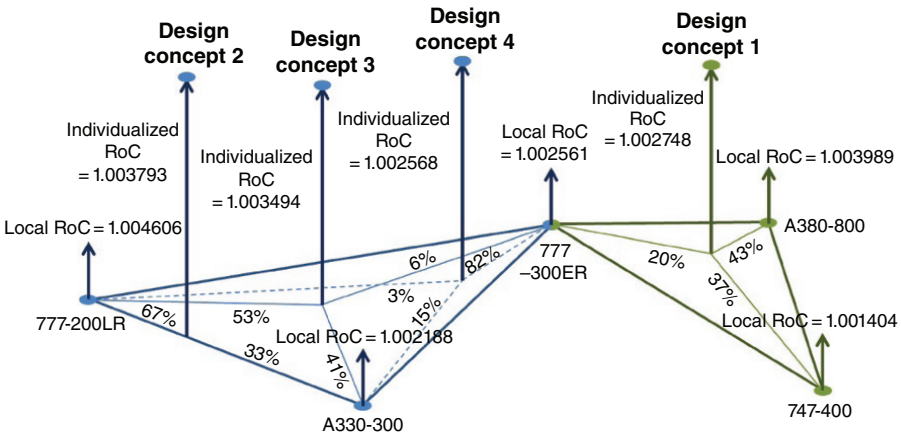 Design
concept 2
Design
concept 3
Design
concept 4
Design
concept 1
Individualized
RoC
= 1.003793
Individualized
RoC
= 1.003494
Individualized
RoC
= 1.002568
Local RoC
= 1.002561
Individualized
RoC
= 1.002748
Local RoC = 1.003989
Local RoC = 1.004606
A380-800
777
–300ER
6%
82%
20%
43%
37%
3%
15%
67%
53%
777-200LR
Local RoC = 1.002188
Local RoC = 1.001404
33%
41%
A330-300
747-400